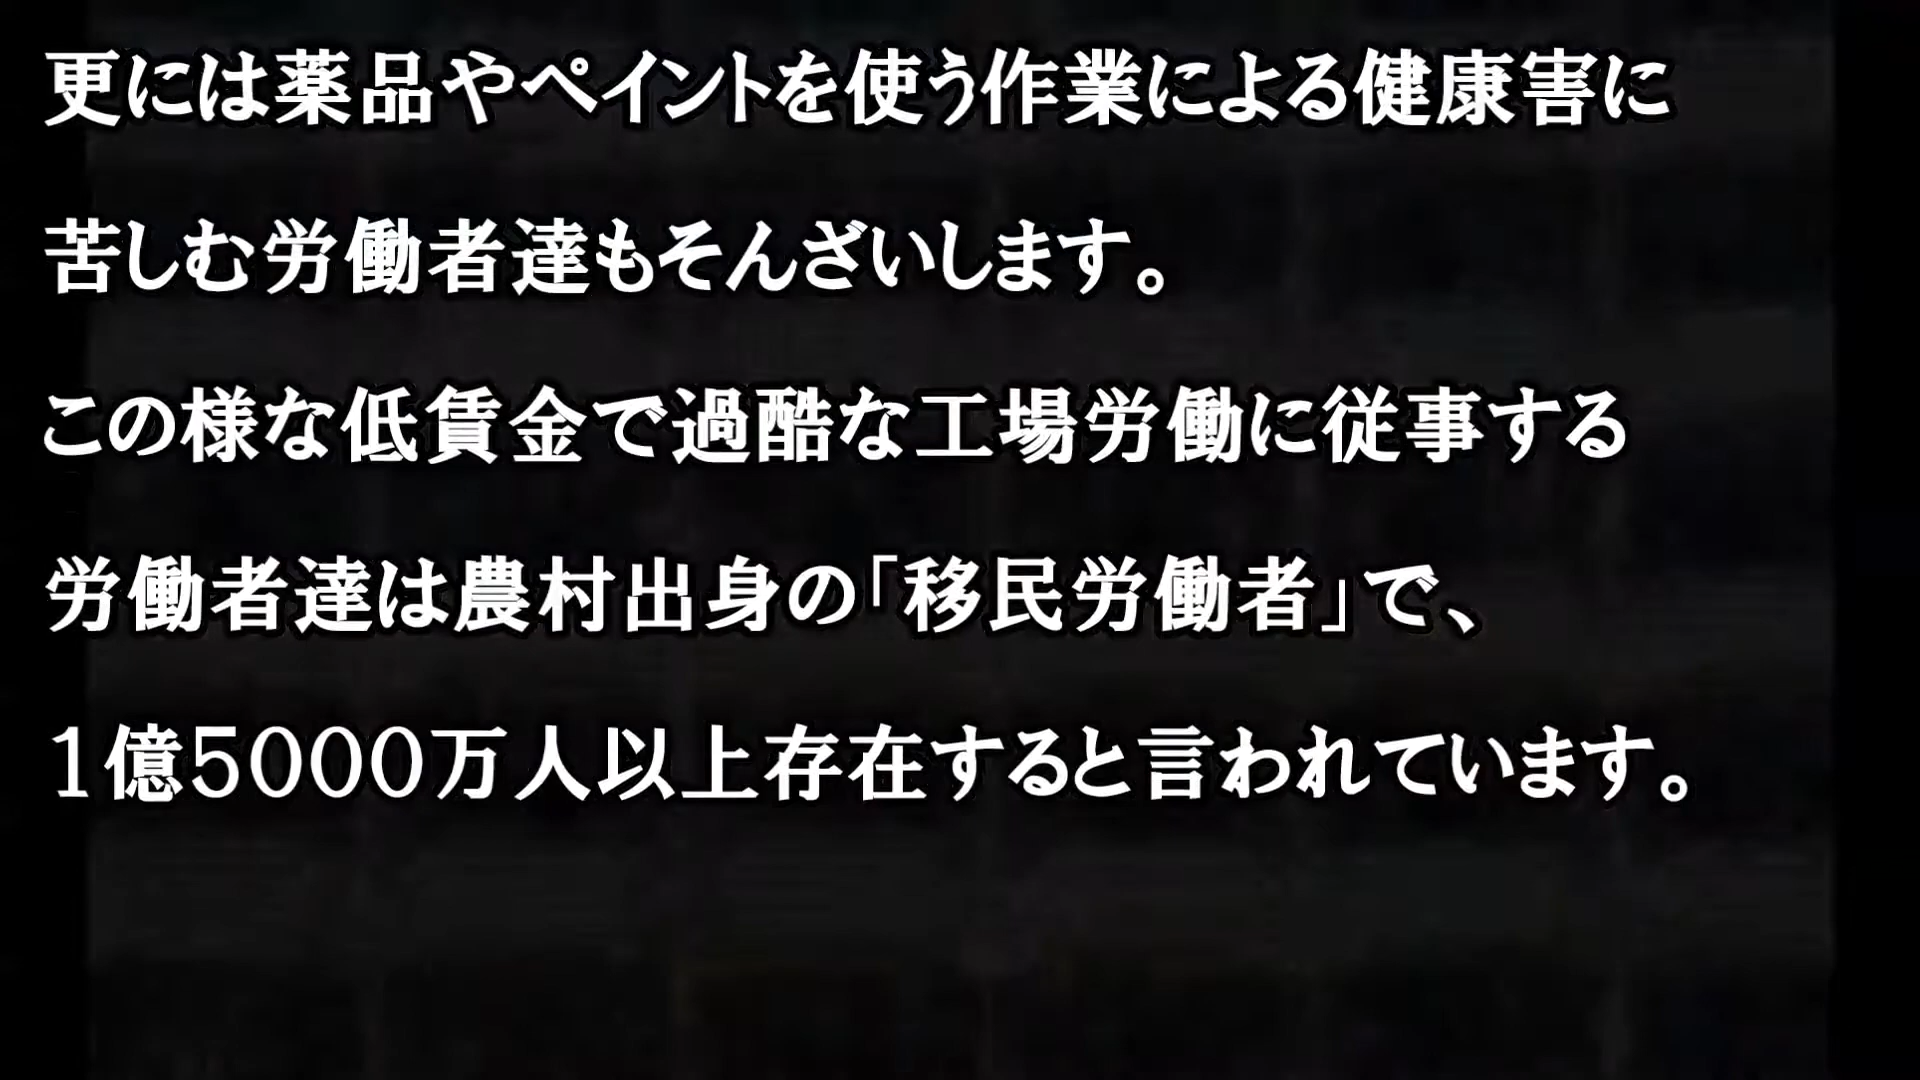 更には薬品やペイントを使う作業による健康害に
苦しむ労働者達もそんざいします。
この様な低賃金で過酷な工場労働に従事する
労働者達は農村出身の｢移民労働者｣で、
１億５０００万人以上存在すると言われています。